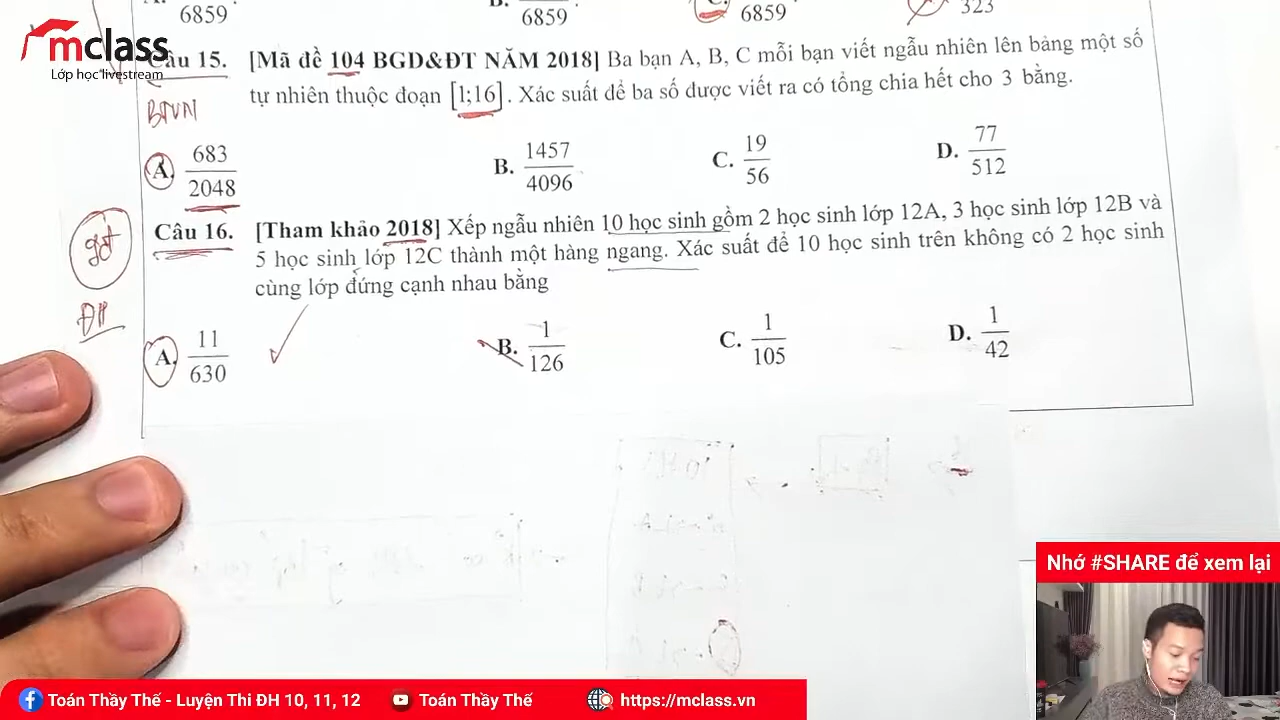 6859
B.
6859
C.
6859
323
mclass
Lớp học livestream
Câu 15. [Mã đề 104 BGD&ĐT NĂM 2018] Ba bạn A, B, C mỗi bạn viết ngẫu nhiên lên bảng một số
tự nhiên thuộc đoạn [1;16]. Xác suất để ba số được viết ra có tổng chia hết cho 3 bằng.
BTVN
A. 683/2048 B. 1457/4096 C. 19/56 D. 77/512
Câu 16. [Tham khảo 2018] Xếp ngẫu nhiên 10 học sinh gồm 2 học sinh lớp 12A, 3 học sinh lớp 12B và
5 học sinh lớp 12C thành một hàng ngang. Xác suất để 10 học sinh trên không có 2 học sinh
cùng lớp đứng cạnh nhau bằng
A. 11/630 B. 1/126 C. 1/105 D. 1/42
Nhớ #SHARE để xem lại
Toán Thầy Thế - Luyện Thi ĐH 10, 11, 12 Toán Thầy Thế https://mclass.vn